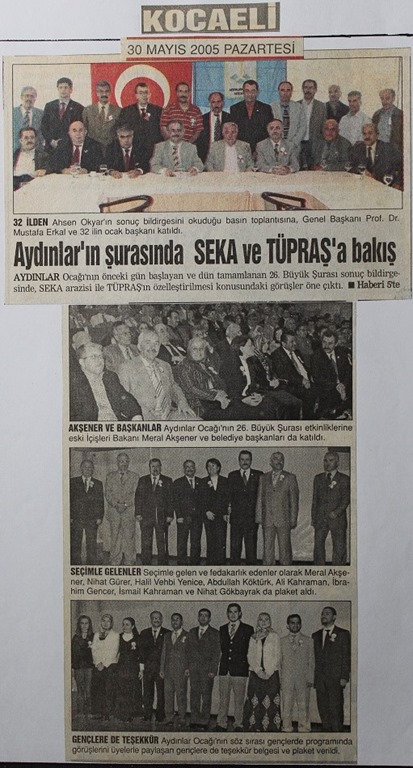 KOCAELİ
30 MAYIS 2005 PAZARTESİ
32 İLDEN Ahsen Okyar'ın sonuç bildirgesini okuduğu basın toplantısına, Genel Başkanı Prof. Dr.
Mustafa Erkal ve 32 ilin ocak başkanı katıldı.
Aydınlar'ın şurasında SEKA ve TÜPRAŞ'a bakış
AYDINLAR Ocağı'nın önceki gün başlayan ve dün tamamlanan 26. Büyük Şurası sonuç bildirge-
sinde, SEKA arazisi ile TÜPRAŞ'ın özelleştirilmesi konusundaki görüşler öne çıktı. ■ Haberi 5'te
AKŞENER VE BAŞKANLAR Aydınlar Ocağı'nın 26. Büyük Şurası etkinliklerine
eski İçişleri Bakanı Meral Akşener ve belediye başkanları da katıldı.
SEÇİMLE GELENLER Seçimle gelen ve fedakarlık edenler olarak Meral Akşe-
ner, Nihat Gürer, Halil Vehbi Yenice, Abdullah Köktürk, Ali Kahraman, İbra-
him Gencer, İsmail Kahraman ve Nihat Gökbayrak da plaket aldı.
GENÇLERE DE TEŞEKKÜR Aydınlar Ocağı'nın söz sırası gençlerde programında
görüşlerini üyelerle paylaşan gençlere de teşekkür belgesi ve plaket verildi.